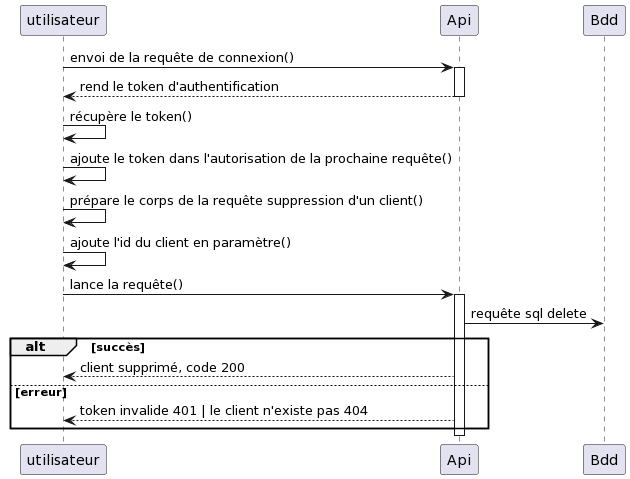 utilisateur Api Bdd
envoi de la requête de connexion()
rend le token d'authentification
récupère le token()
ajoute le token dans l'autorisation de la prochaine requête()
prépare le corps de la requête suppression d'un client()
ajoute l'id du client en paramètre()
lance la requête()
requête sql delete
alt [succès]
client supprimé, code 200
[erreur]
token invalide 401 | le client n'existe pas 404
utilisateur Api Bdd